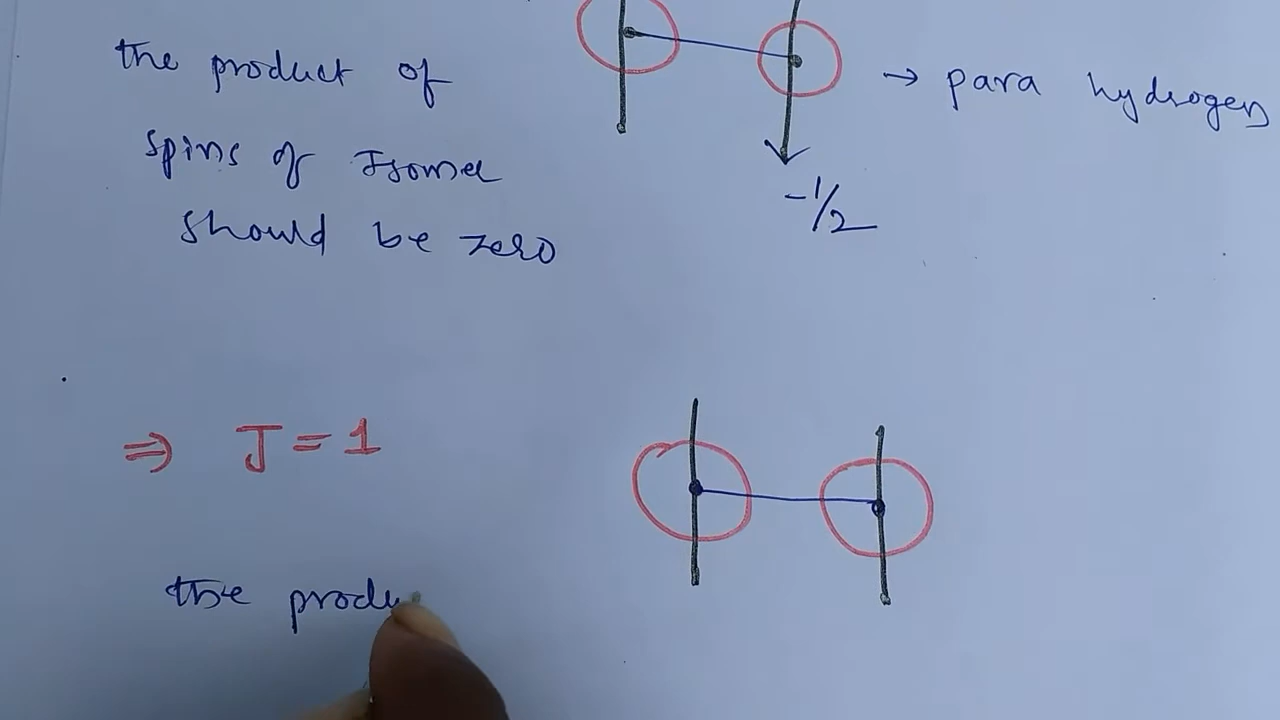 the product of
spins of Isomer
should be zero
→ para hydrogen
-1/2
⇒ J = 1
the produ